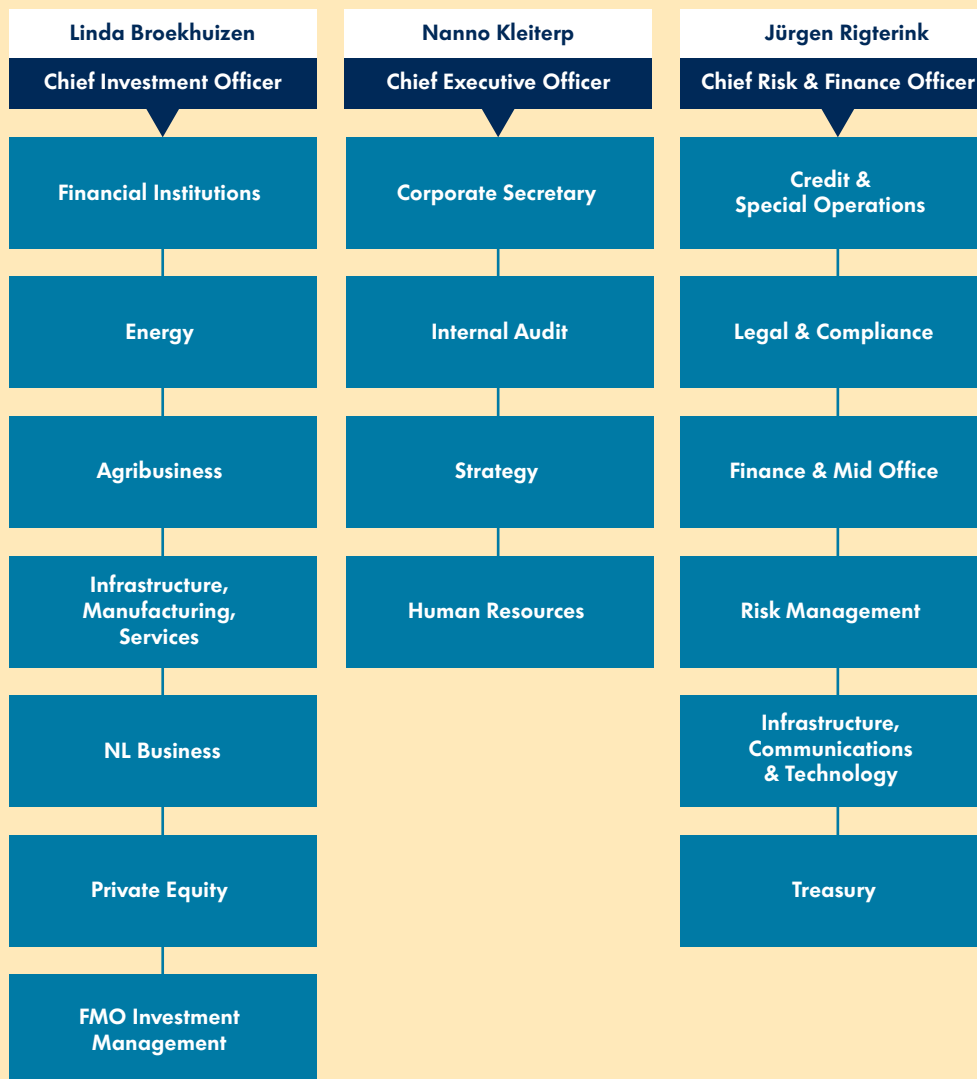 Linda Broekhuizen
Chief Investment Officer
Financial Institutions
Energy
Agribusiness
Infrastructure,
Manufacturing,
Services
NL Business
Private Equity
FMO Investment
Management
Nanno Kleiterp
Chief Executive Officer
Corporate Secretary
Internal Audit
Strategy
Human Resources
Jürgen Rigterink
Chief Risk & Finance Officer
Credit &
Special Operations
Legal & Compliance
Finance & Mid Office
Risk Management
Infrastructure,
Communications
& Technology
Treasury